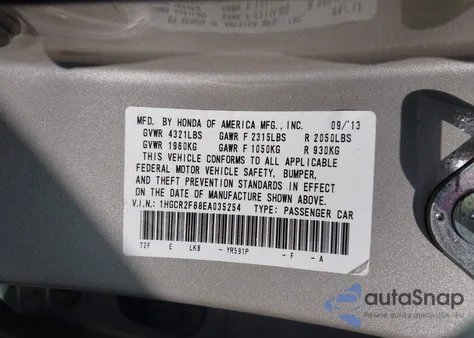 MFD. BY HONDA OF AMERICA MFG., INC. 09/'13
GVWR 4321LBS GAWR F 2315LBS R 2050LBS
GVWR 1960KG GAWR F 1050KG R 930KG
THIS VEHICLE CONFORMS TO ALL APPLICABLE
FEDERAL MOTOR VEHICLE SAFETY, BUMPER,
AND THEFT PREVENTION STANDARDS IN EFFECT
ON THE DATE OF MANUFACTURE SHOWN ABOVE.
V.I.N.: 1HGCR2F88EA035254 TYPE: PASSENGER CAR
T2F E LK8 - YR591P - F - A
autoSnap